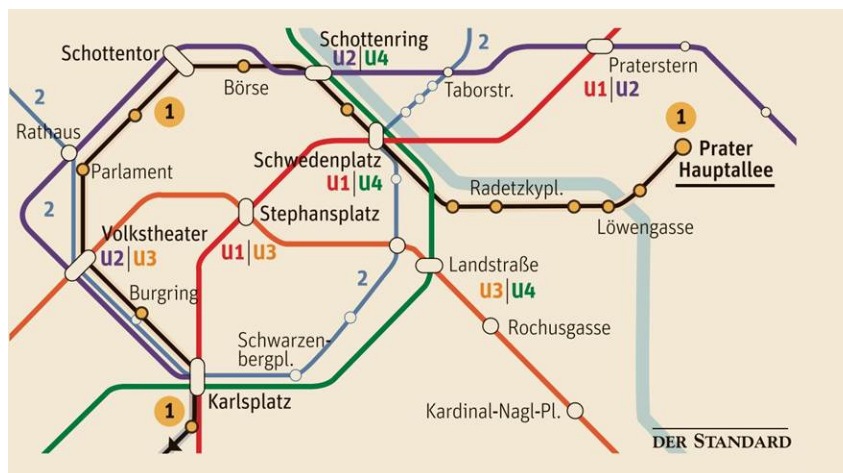 Schottentor
Schottenring
U2|U4
2
Praterstern
U1|U2
Börse
Taborstr.
2
1
1
Rathaus
Prater
Hauptallee
Parlament
Schwedenplatz
U1|U4
Radetzkypl.
2
Stephansplatz
Löwengasse
Volkstheater
U2|U3
U1|U3
Landstraße
U3|U4
2
Burgring
Rochusgasse
Schwarzen-
bergpl.
1
Karlsplatz
Kardinal-Nagl-Pl.
DER STANDARD